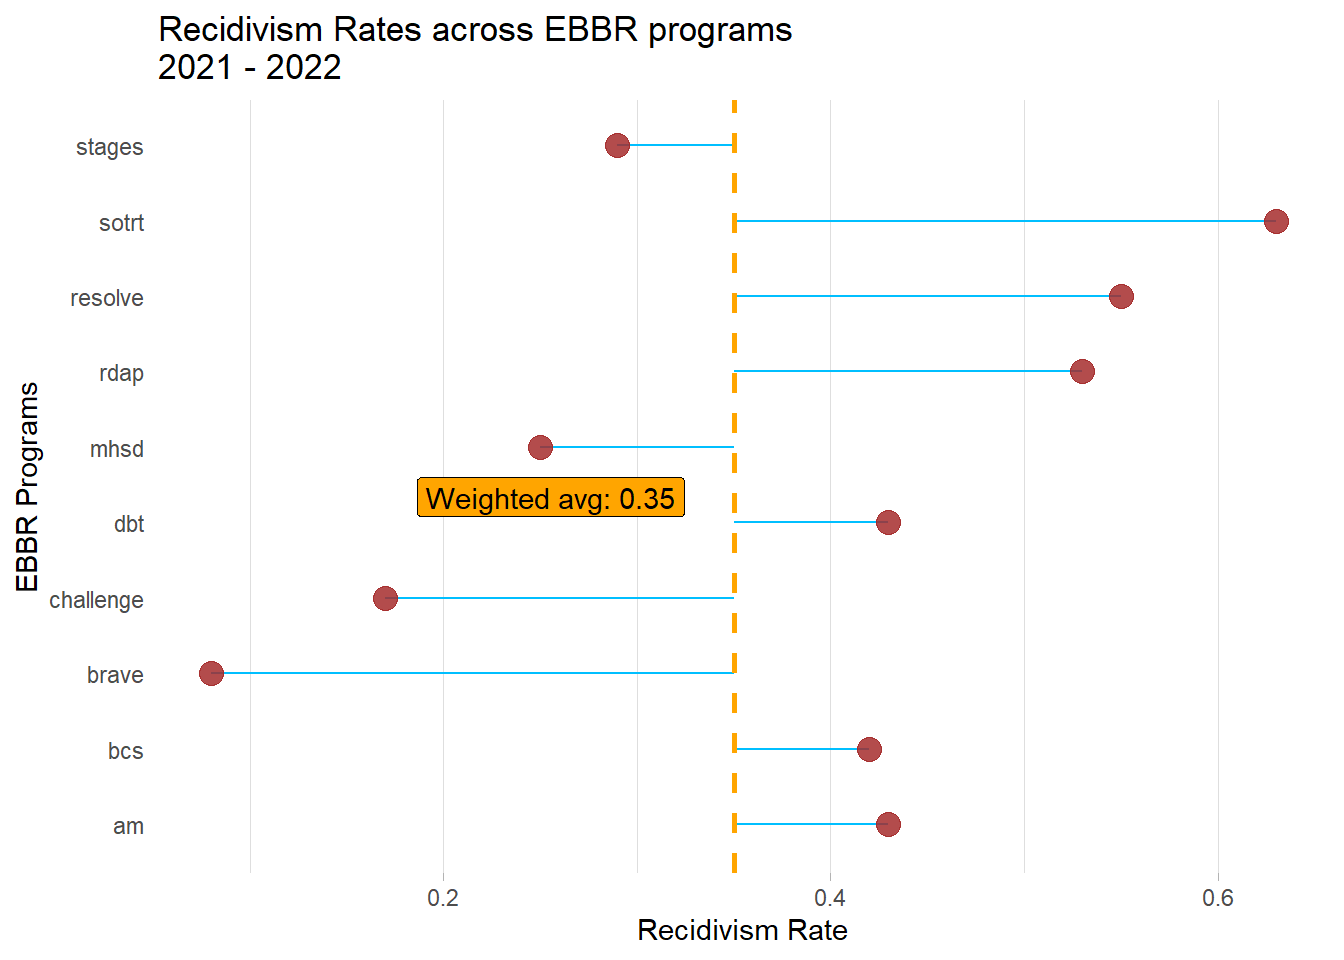 Recidivism Rates across EBBR programs
2021 - 2022
stages
sotrt
resolve
rdap
mhsd
Weighted avg: 0.35
dbt
challenge
brave
bcs
am
EBBR Programs
0.2
0.4
0.6
Recidivism Rate